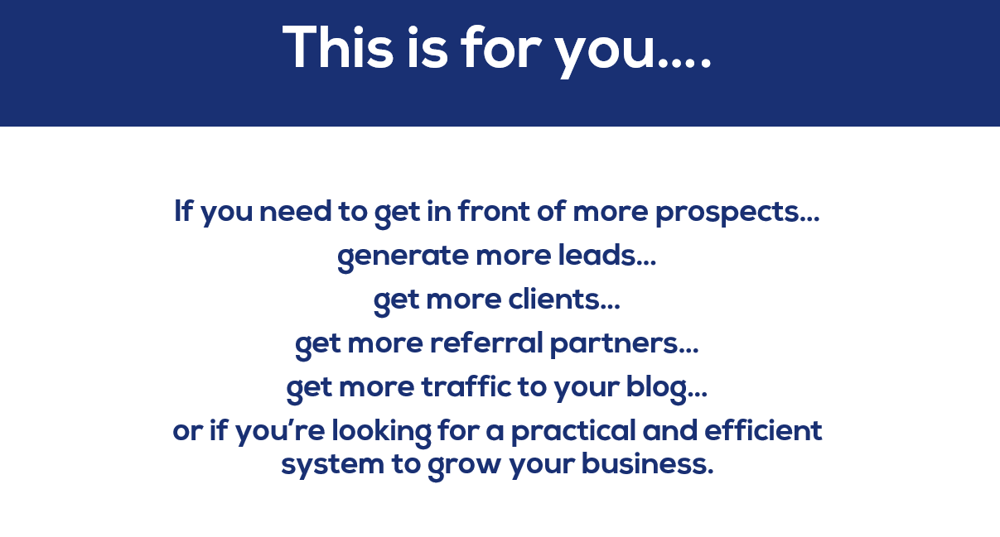 This is for you....
If you need to get in front of more prospects...
generate more leads...
get more clients...
get more referral partners...
get more traffic to your blog...
or if you’re looking for a practical and efficient
system to grow your business.